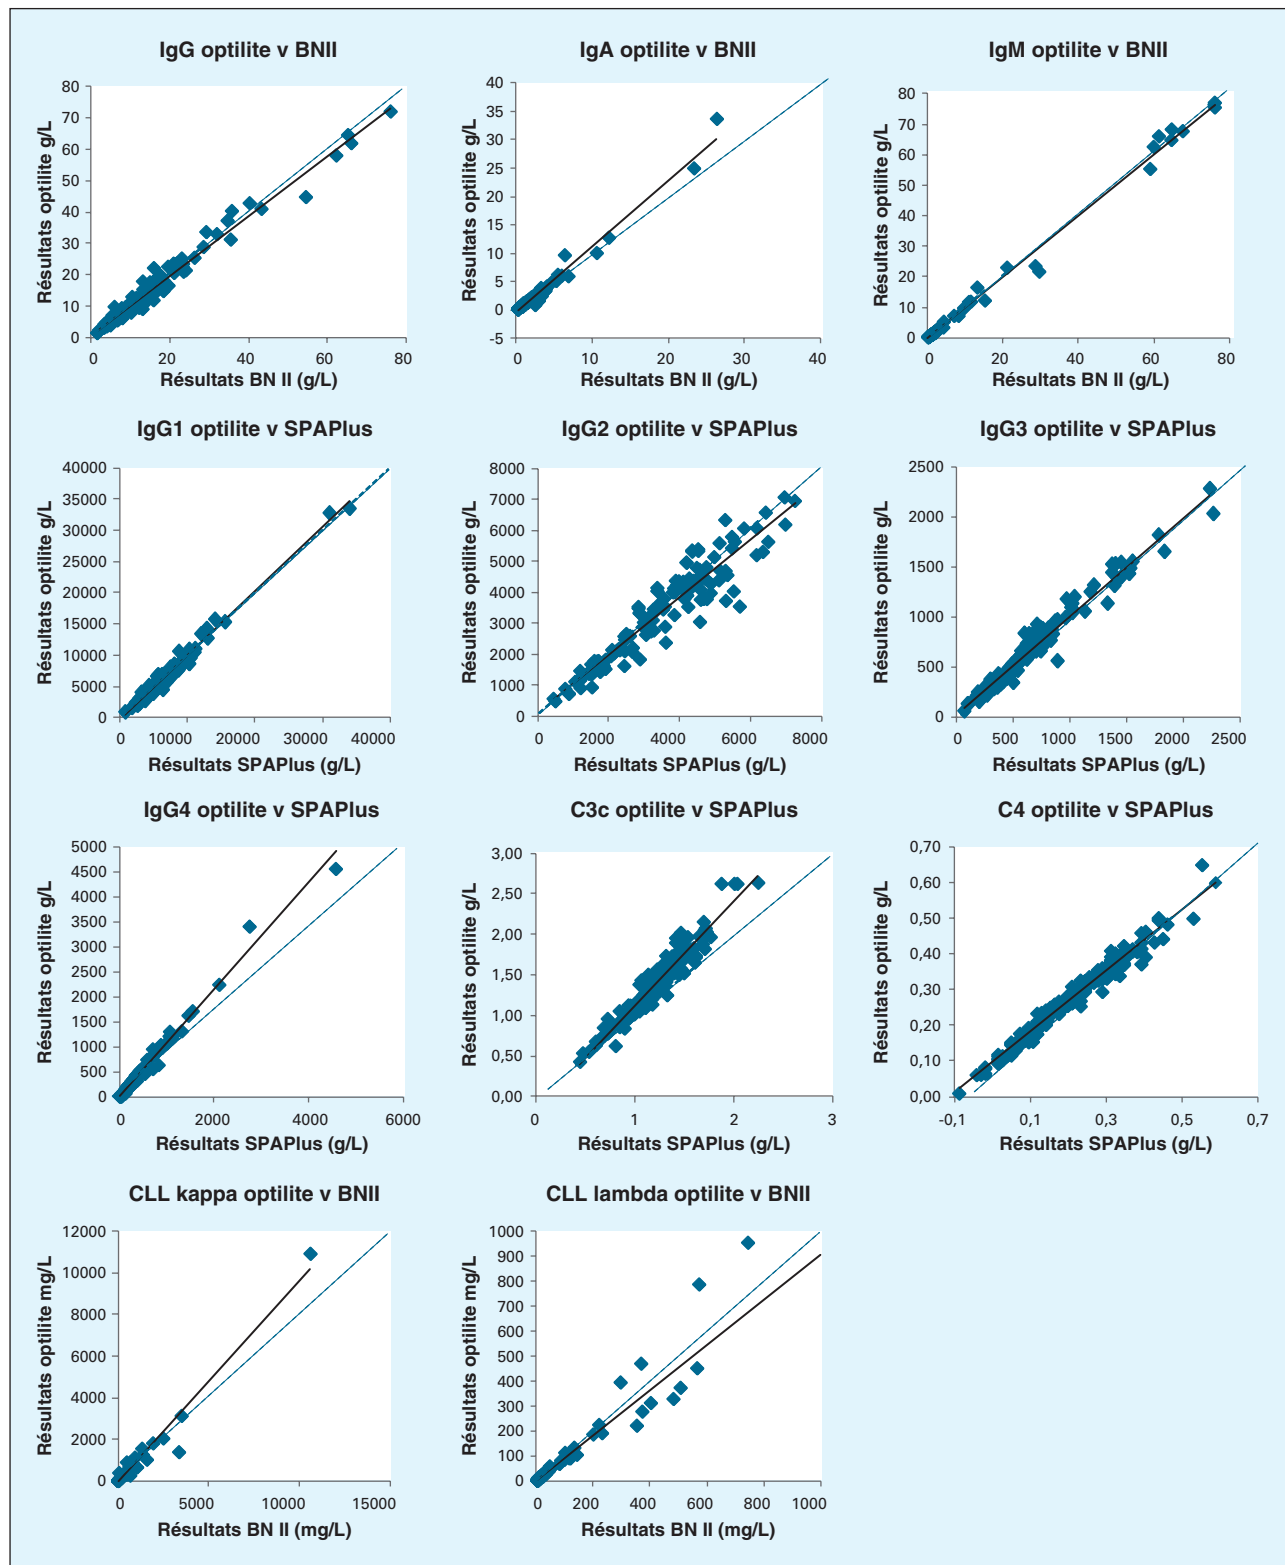 IgG optilite v BNII
Résultats optilite g/L
80
70
60
50
40
30
20
10
0
0 20 40 60 80
Résultats BN II (g/L)
IgA optilite v BNII
Résultats optilite g/L
40
35
30
25
20
15
10
5
0
-5
0 10 20 30 40
Résultats BN II (g/L)
IgM optilite v BNII
Résultats optilite g/L
80
70
60
50
40
30
20
10
0
0 20 40 60 80
Résultats BN II (g/L)
IgG1 optilite v SPAPlus
Résultats optilite g/L
40000
35000
30000
25000
20000
15000
10000
5000
0
0 10000 20000 30000 40000
Résultats SPAPlus (g/L)
IgG2 optilite v SPAPlus
Résultats optilite g/L
8000
7000
6000
5000
4000
3000
2000
1000
0
0 2000 4000 6000 8000
Résultats SPAPlus (g/L)
IgG3 optilite v SPAPlus
Résultats optilite g/L
2500
2000
1500
1000
500
0
0 500 1000 1500 2000 2500
Résultats SPAPlus (g/L)
IgG4 optilite v SPAPlus
Résultats optilite g/L
5000
4500
4000
3500
3000
2500
2000
1500
1000
500
0
0 2000 4000 6000
Résultats SPAPlus (g/L)
C3c optilite v SPAPlus
Résultats optilite g/L
3,00
2,50
2,00
1,50
1,00
0,50
0,00
0 1 2 3
Résultats SPAPlus (g/L)
C4 optilite v SPAPlus
Résultats optilite g/L
0,70
0,60
0,50
0,40
0,30
0,20
0,10
0,00
-0,1 0,1 0,3 0,5 0,7
Résultats SPAPlus (g/L)
CLL kappa optilite v BNII
Résultats optilite mg/L
12000
10000
8000
6000
4000
2000
0
0 5000 10000 15000
Résultats BN II (mg/L)
CLL lambda optilite v BNII
Résultats optilite mg/L
1000
900
800
700
600
500
400
300
200
100
0
0 200 400 600 800 1000
Résultats BN II (mg/L)